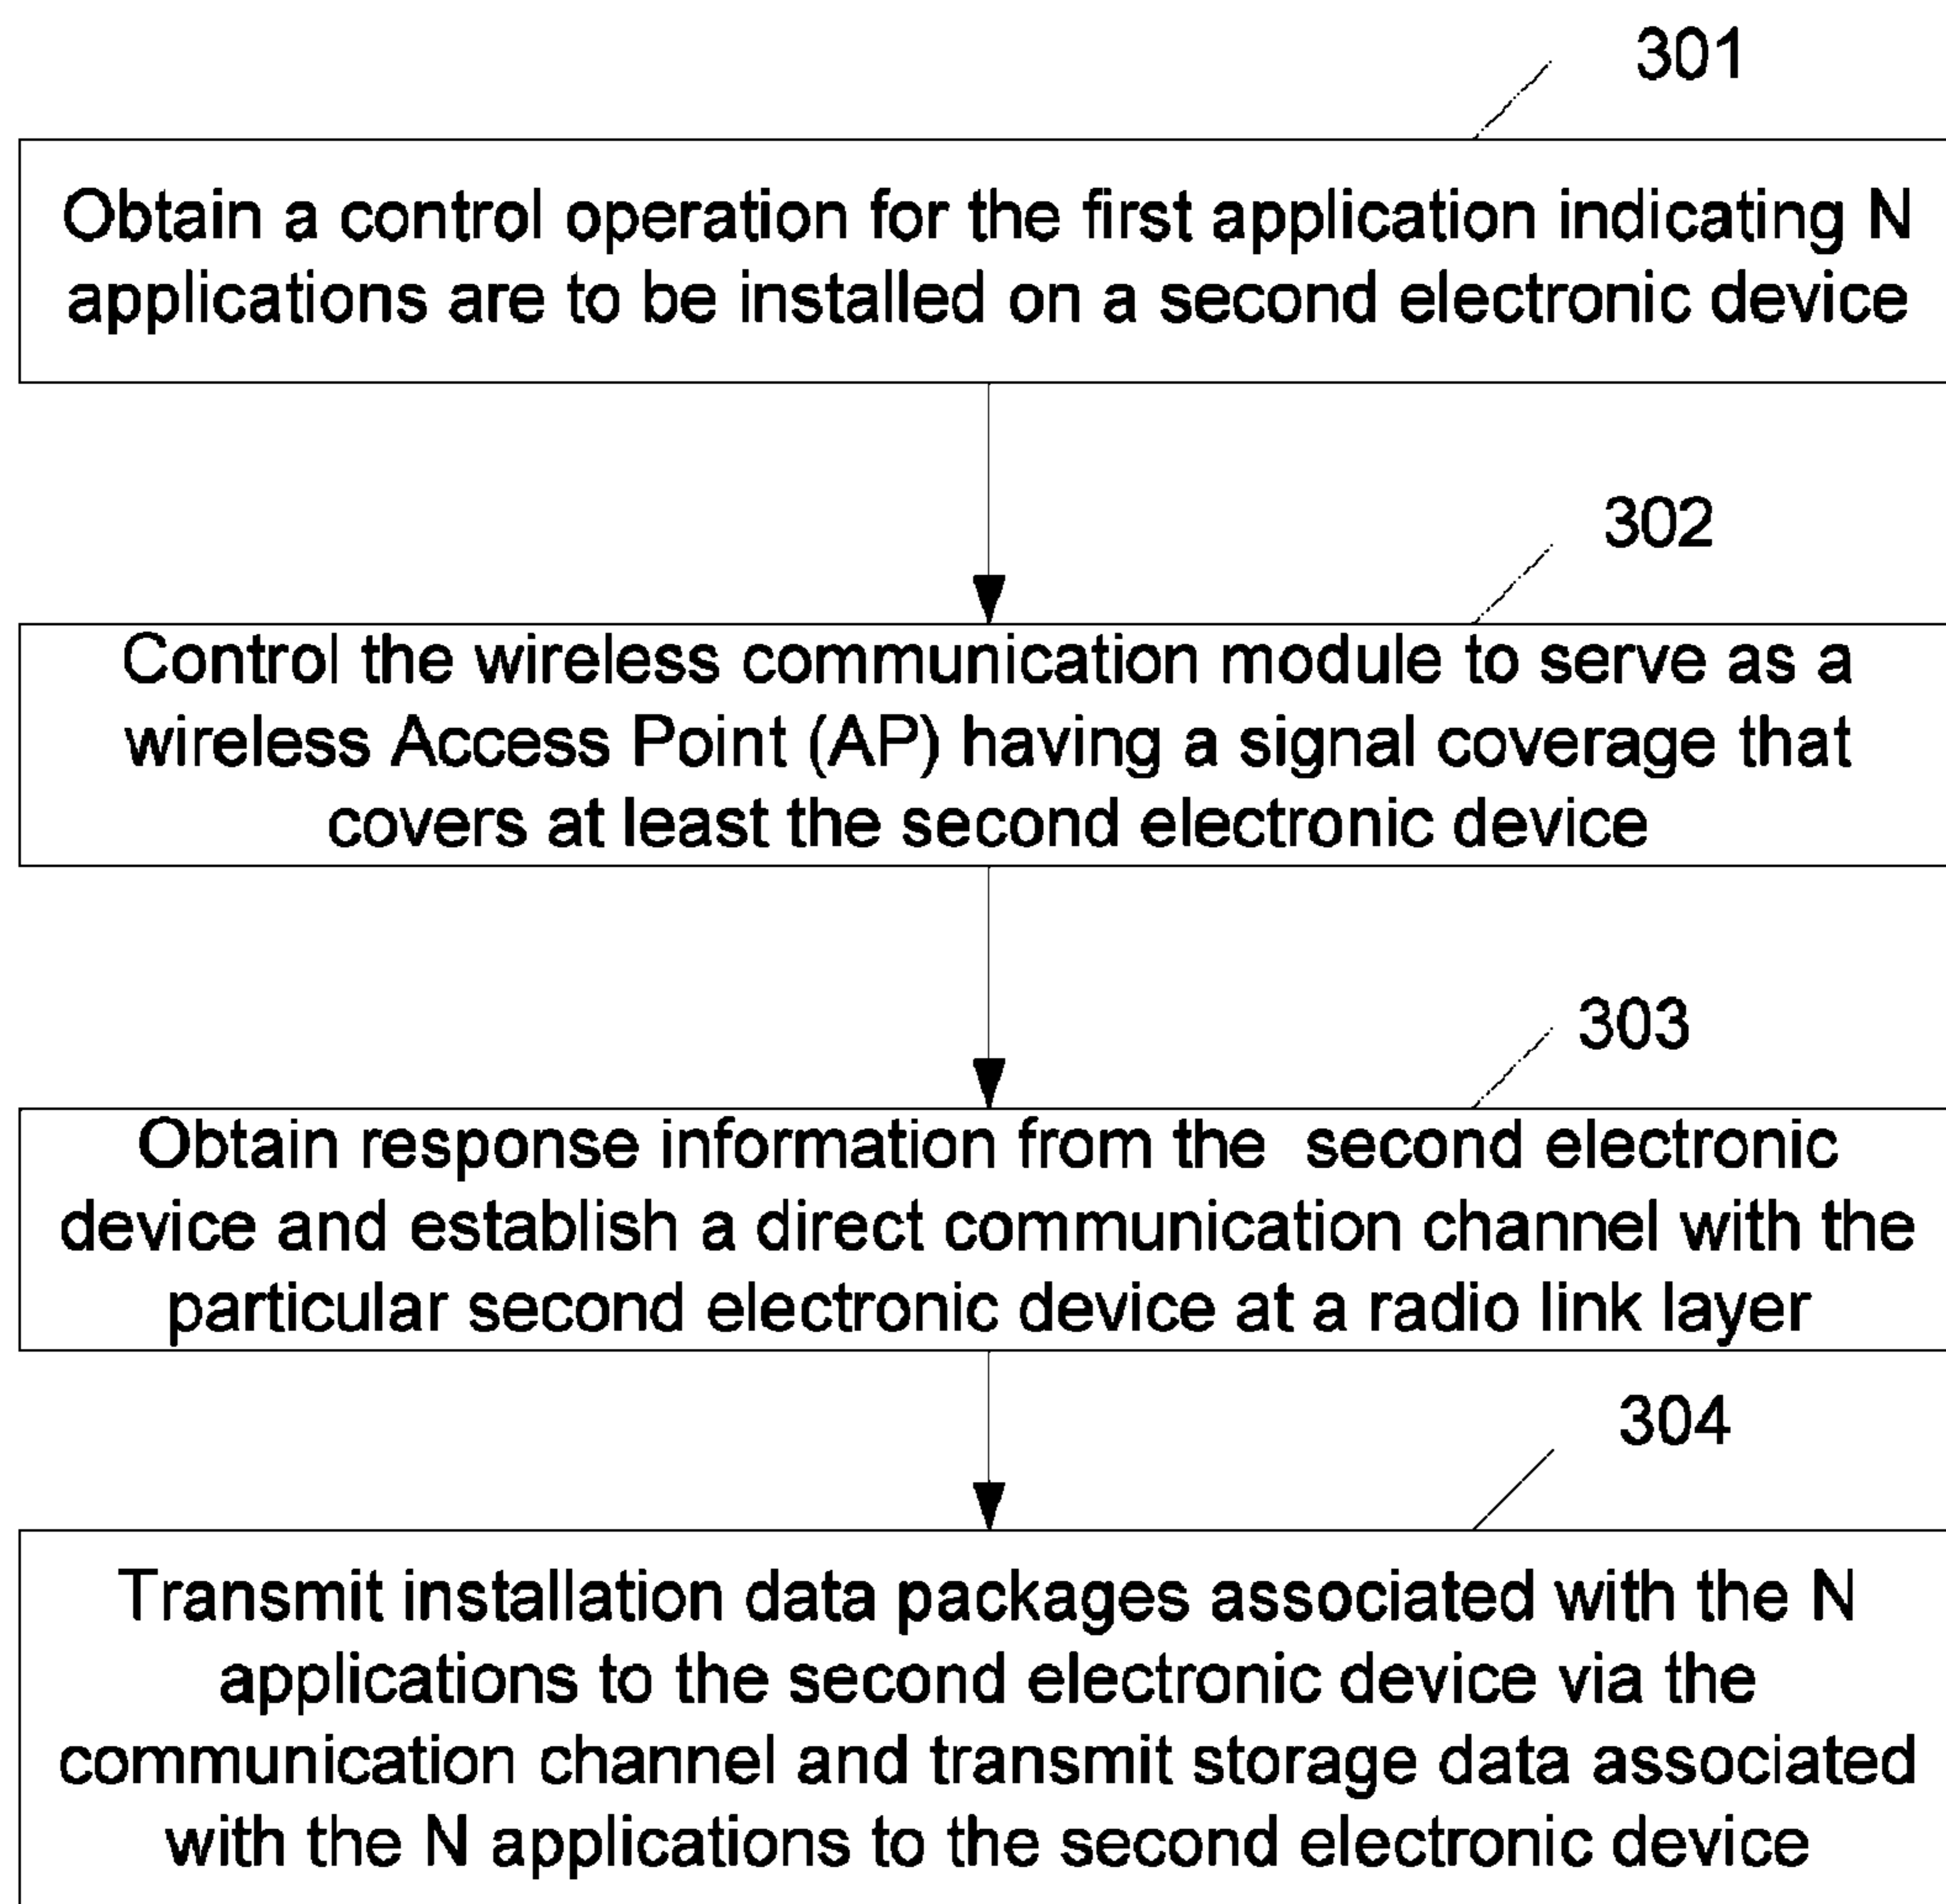 301
Obtain a control operation for the first application indicating N
applications are to be installed on a second electronic device
302
Control the wireless communication module to serve as a
wireless Access Point (AP) having a signal coverage that
covers at least the second electronic device
303
Obtain response information from the second electronic
device and establish a direct communication channel with the
particular second electronic device at a radio link layer
304
Transmit installation data packages associated with the N
applications to the second electronic device via the
communication channel and transmit storage data associated
with the N applications to the second electronic device